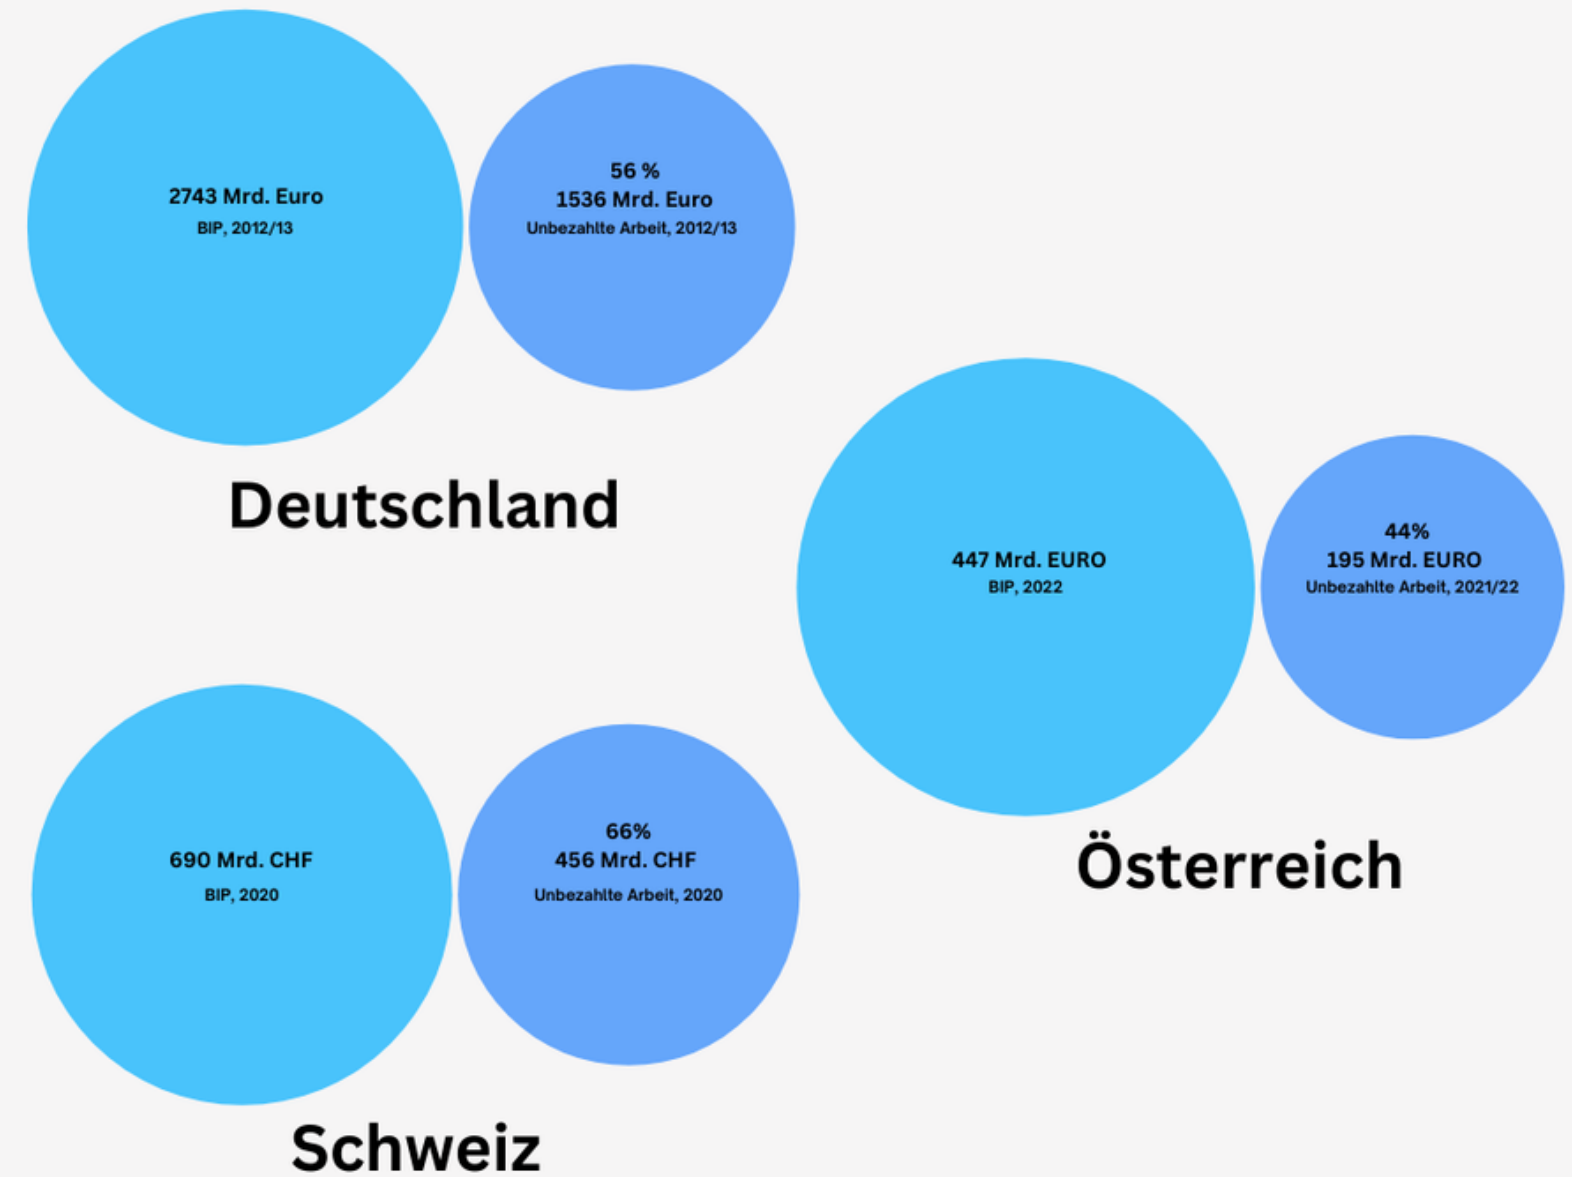 2743 Mrd. Euro
BIP, 2012/13
56 %
1536 Mrd. Euro
Unbezahlte Arbeit, 2012/13
Deutschland
447 Mrd. EURO
BIP, 2022
44%
195 Mrd. EURO
Unbezahlte Arbeit, 2021/22
Österreich
690 Mrd. CHF
BIP, 2020
66%
456 Mrd. CHF
Unbezahlte Arbeit, 2020
Schweiz